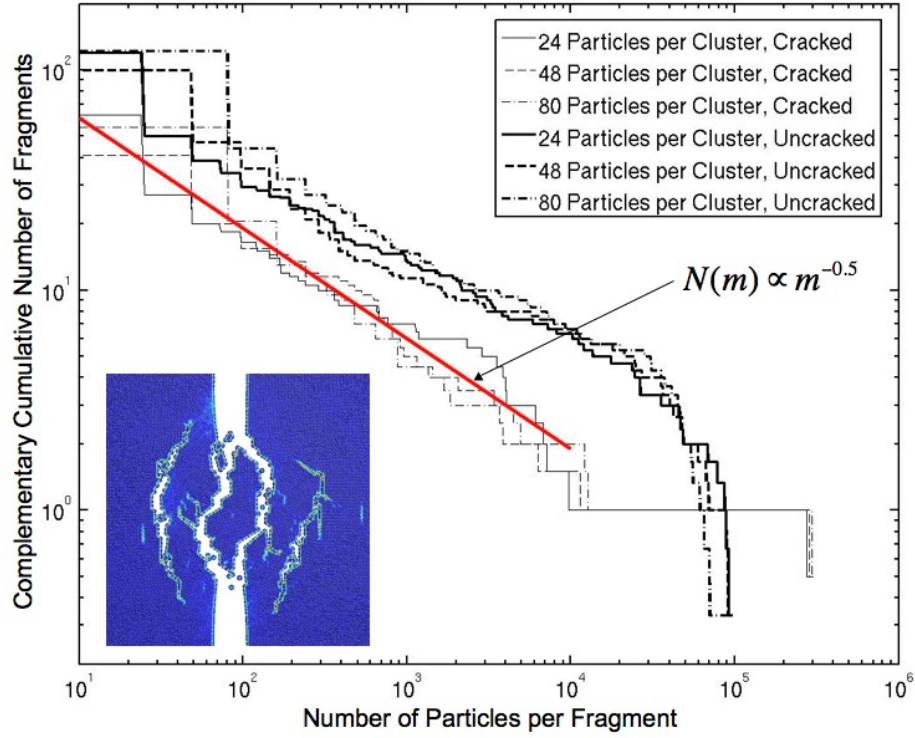 24 Particles per Cluster, Cracked
48 Particles per Cluster, Cracked
80 Particles per Cluster, Cracked
24 Particles per Cluster, Uncracked
48 Particles per Cluster, Uncracked
80 Particles per Cluster, Uncracked
N(m) ∝ m^{-0.5}
Complementary Cumulative Number of Fragments
10^2
10^1
10^0
10^1 10^2 10^3 10^4 10^5 10^6
Number of Particles per Fragment